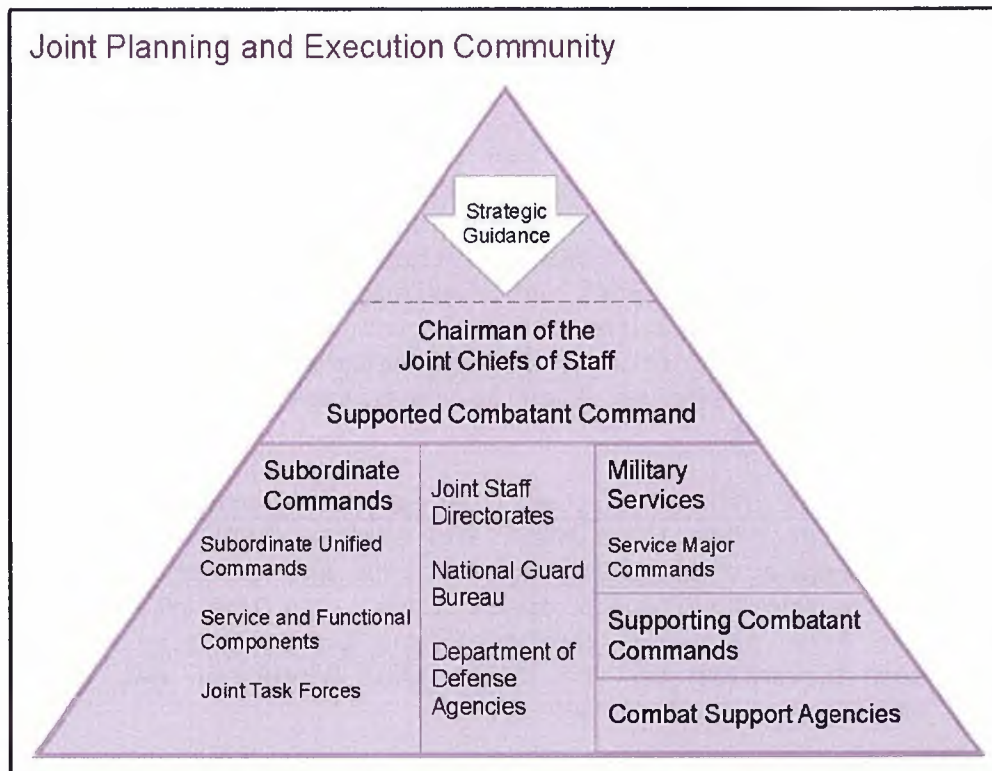 Joint Planning and Execution Community
Strategic
Guidance
Chairman of the
Joint Chiefs of Staff
Supported Combatant Command
Subordinate
Commands
Subordinate Unified
Commands
Service and Functional
Components
Joint Task Forces
Joint Staff
Directorates
National Guard
Bureau
Department of
Defense
Agencies
Military
Services
Service Major
Commands
Supporting Combatant
Commands
Combat Support Agencies